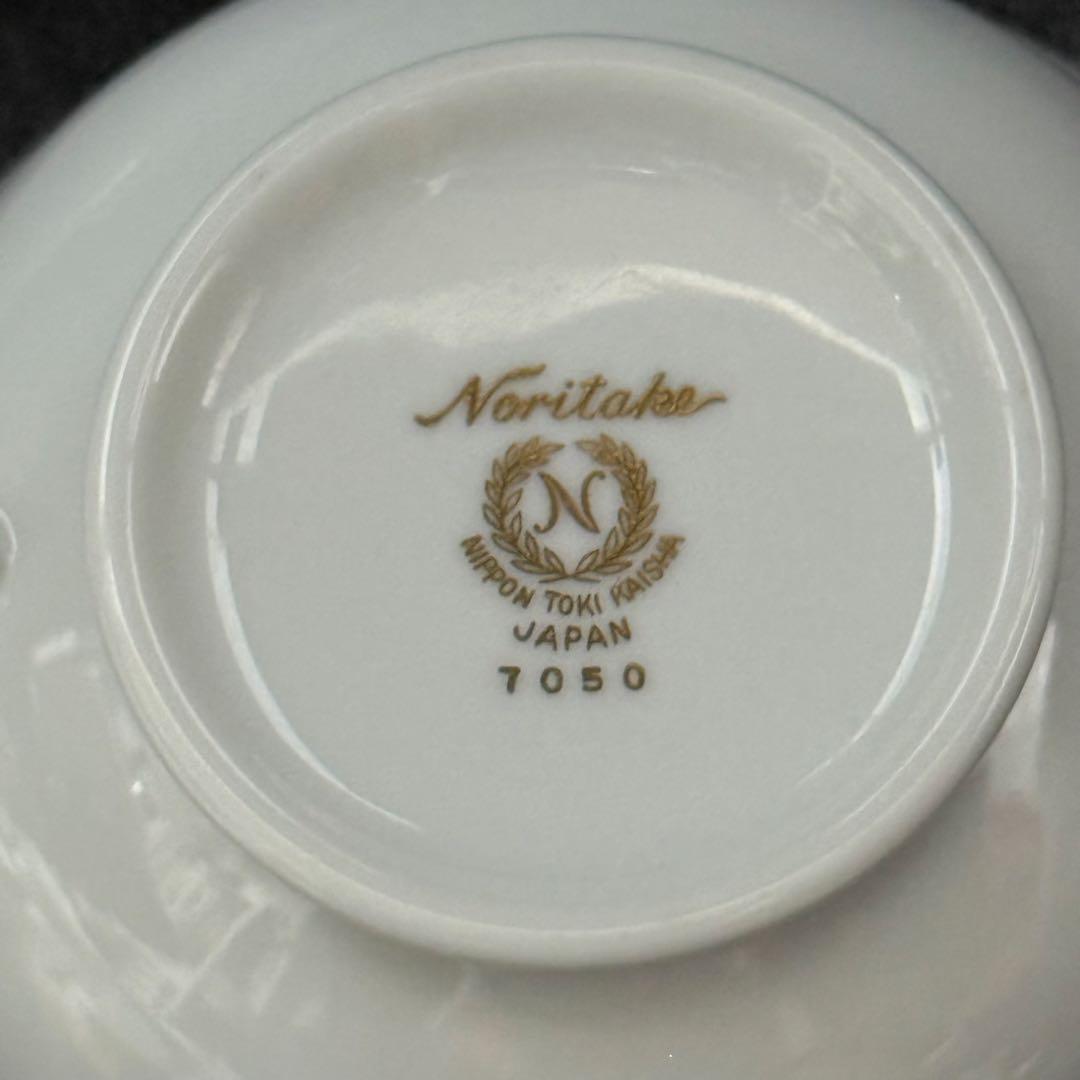 Noritake
N
NIPPON TOKI KAISHA
JAPAN
7050